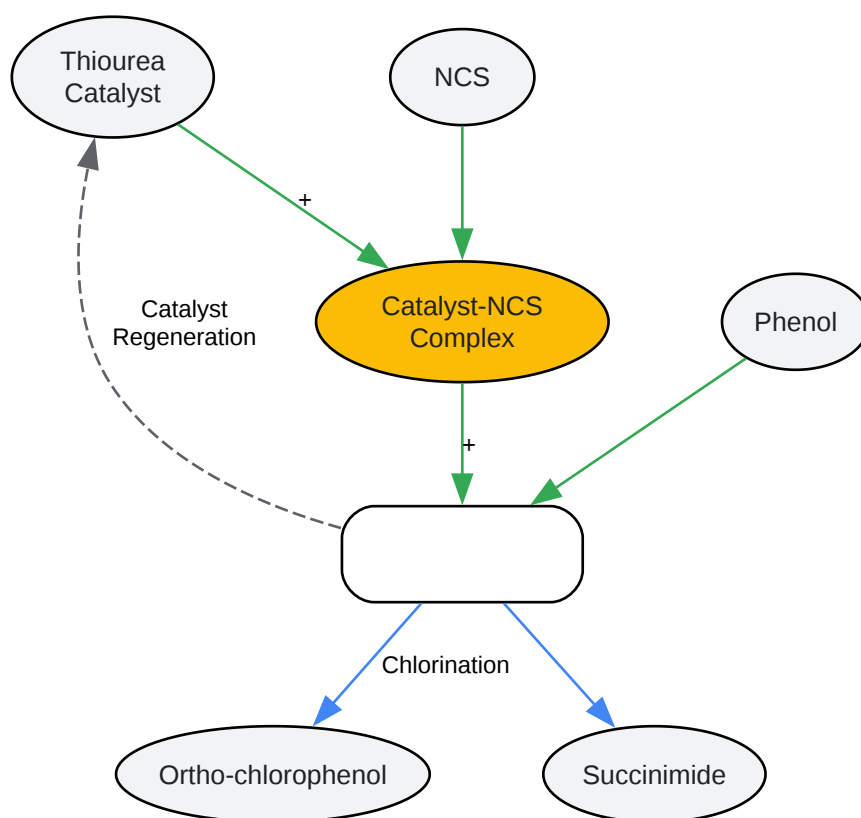 Thiourea
Catalyst
NCS
+
Catalyst-NCS
Complex
Phenol
Catalyst
Regeneration
+
Chlorination
Ortho-chlorophenol
Succinimide